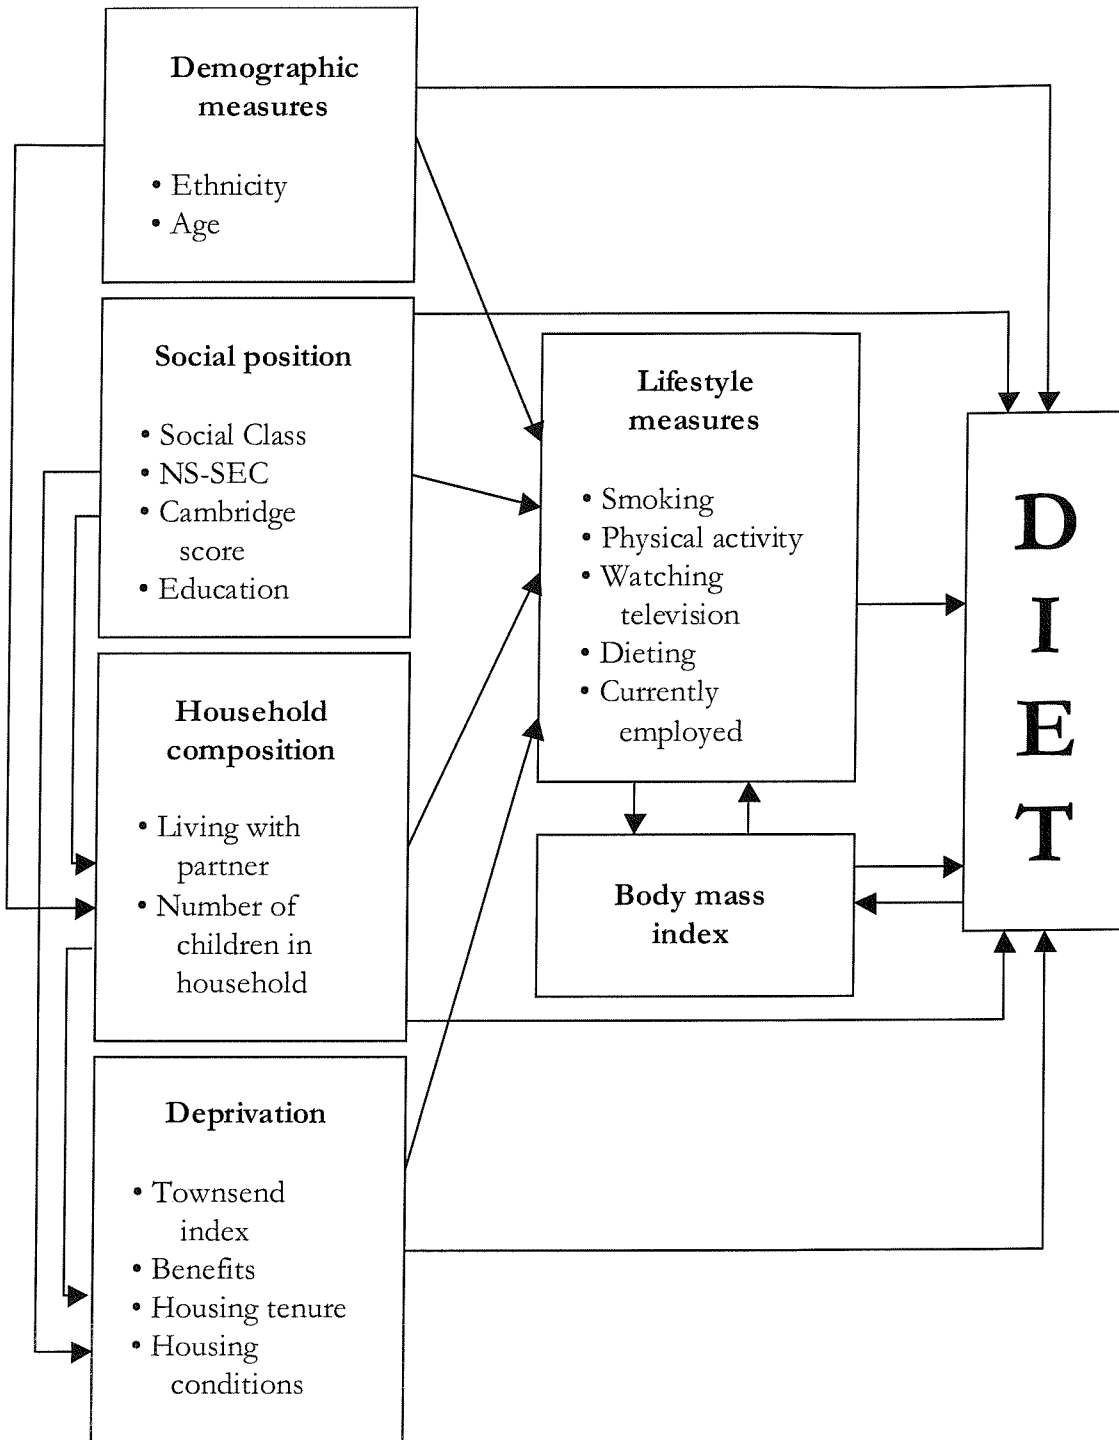 Demographic
measures
• Ethnicity
• Age
Social position
• Social Class
• NS-SEC
• Cambridge
score
• Education
Household
composition
• Living with
partner
• Number of
children in
household
Deprivation
• Townsend
index
• Benefits
• Housing tenure
• Housing
conditions
Lifestyle
measures
• Smoking
• Physical activity
• Watching
television
• Dieting
• Currently
employed
Body mass
index
D
I
E
T